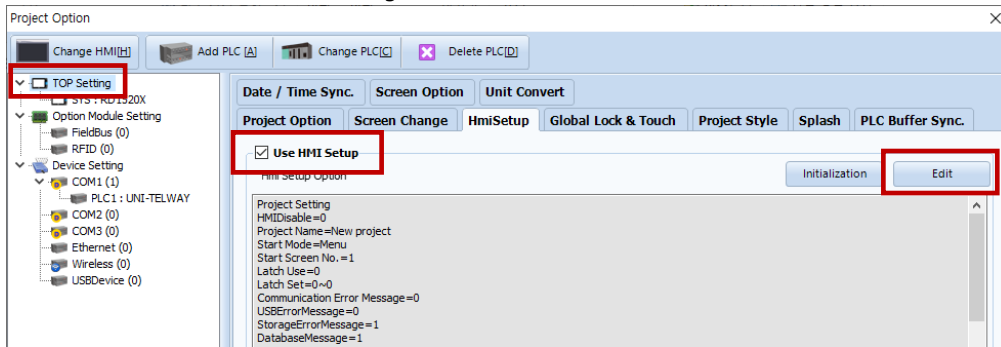 Project Option
Change HMI[H] Add PLC [A] Change PLC[C] Delete PLC[D]
TOP Setting
SYS : RD1520X
Option Module Setting
FieldBus (0)
RFID (0)
Device Setting
COM1 (1)
PLC1 : UNI-TELWAY
COM2 (0)
COM3 (0)
Ethernet (0)
Wireless (0)
USBDevice (0)
Date / Time Sync. Screen Option Unit Convert
Project Option Screen Change HmiSetup Global Lock & Touch Project Style Splash PLC Buffer Sync.
Use HMI Setup
Hmi Setup Option
Initialization Edit
Project Setting
HMIDisable=0
Project Name=New project
Start Mode=Menu
Start Screen No.=1
Latch Use=0
Latch Set=0~0
Communication Error Message=0
USBErrorMessage=0
StorageErrorMessage=1
DatabaseMessage=1